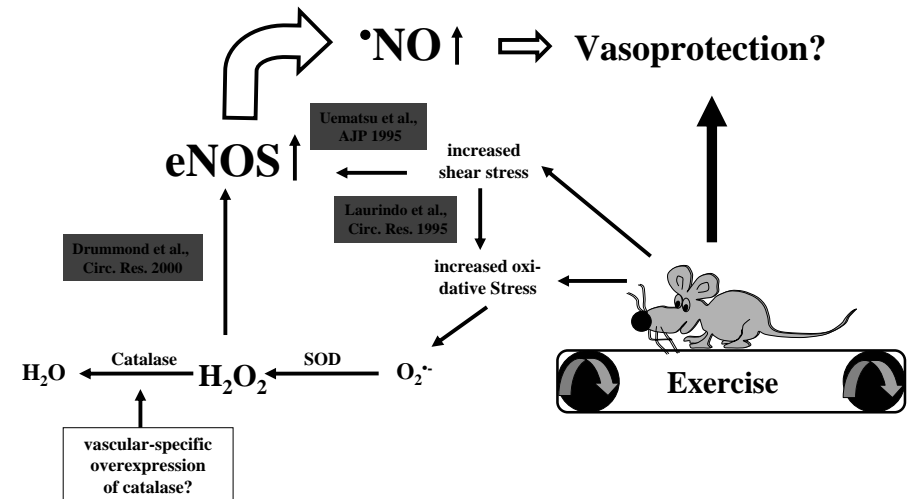 •NO
Vasoprotection?
Uematsu et al.,
AJP 1995
eNOS
increased
shear stress
Laurindo et al.,
Circ. Res. 1995
Drummond et al.,
Circ. Res. 2000
increased oxi-
dative Stress
H₂O
Catalase
H₂O₂
SOD
O₂•-
Exercise
vascular-specific
overexpression
of catalase?